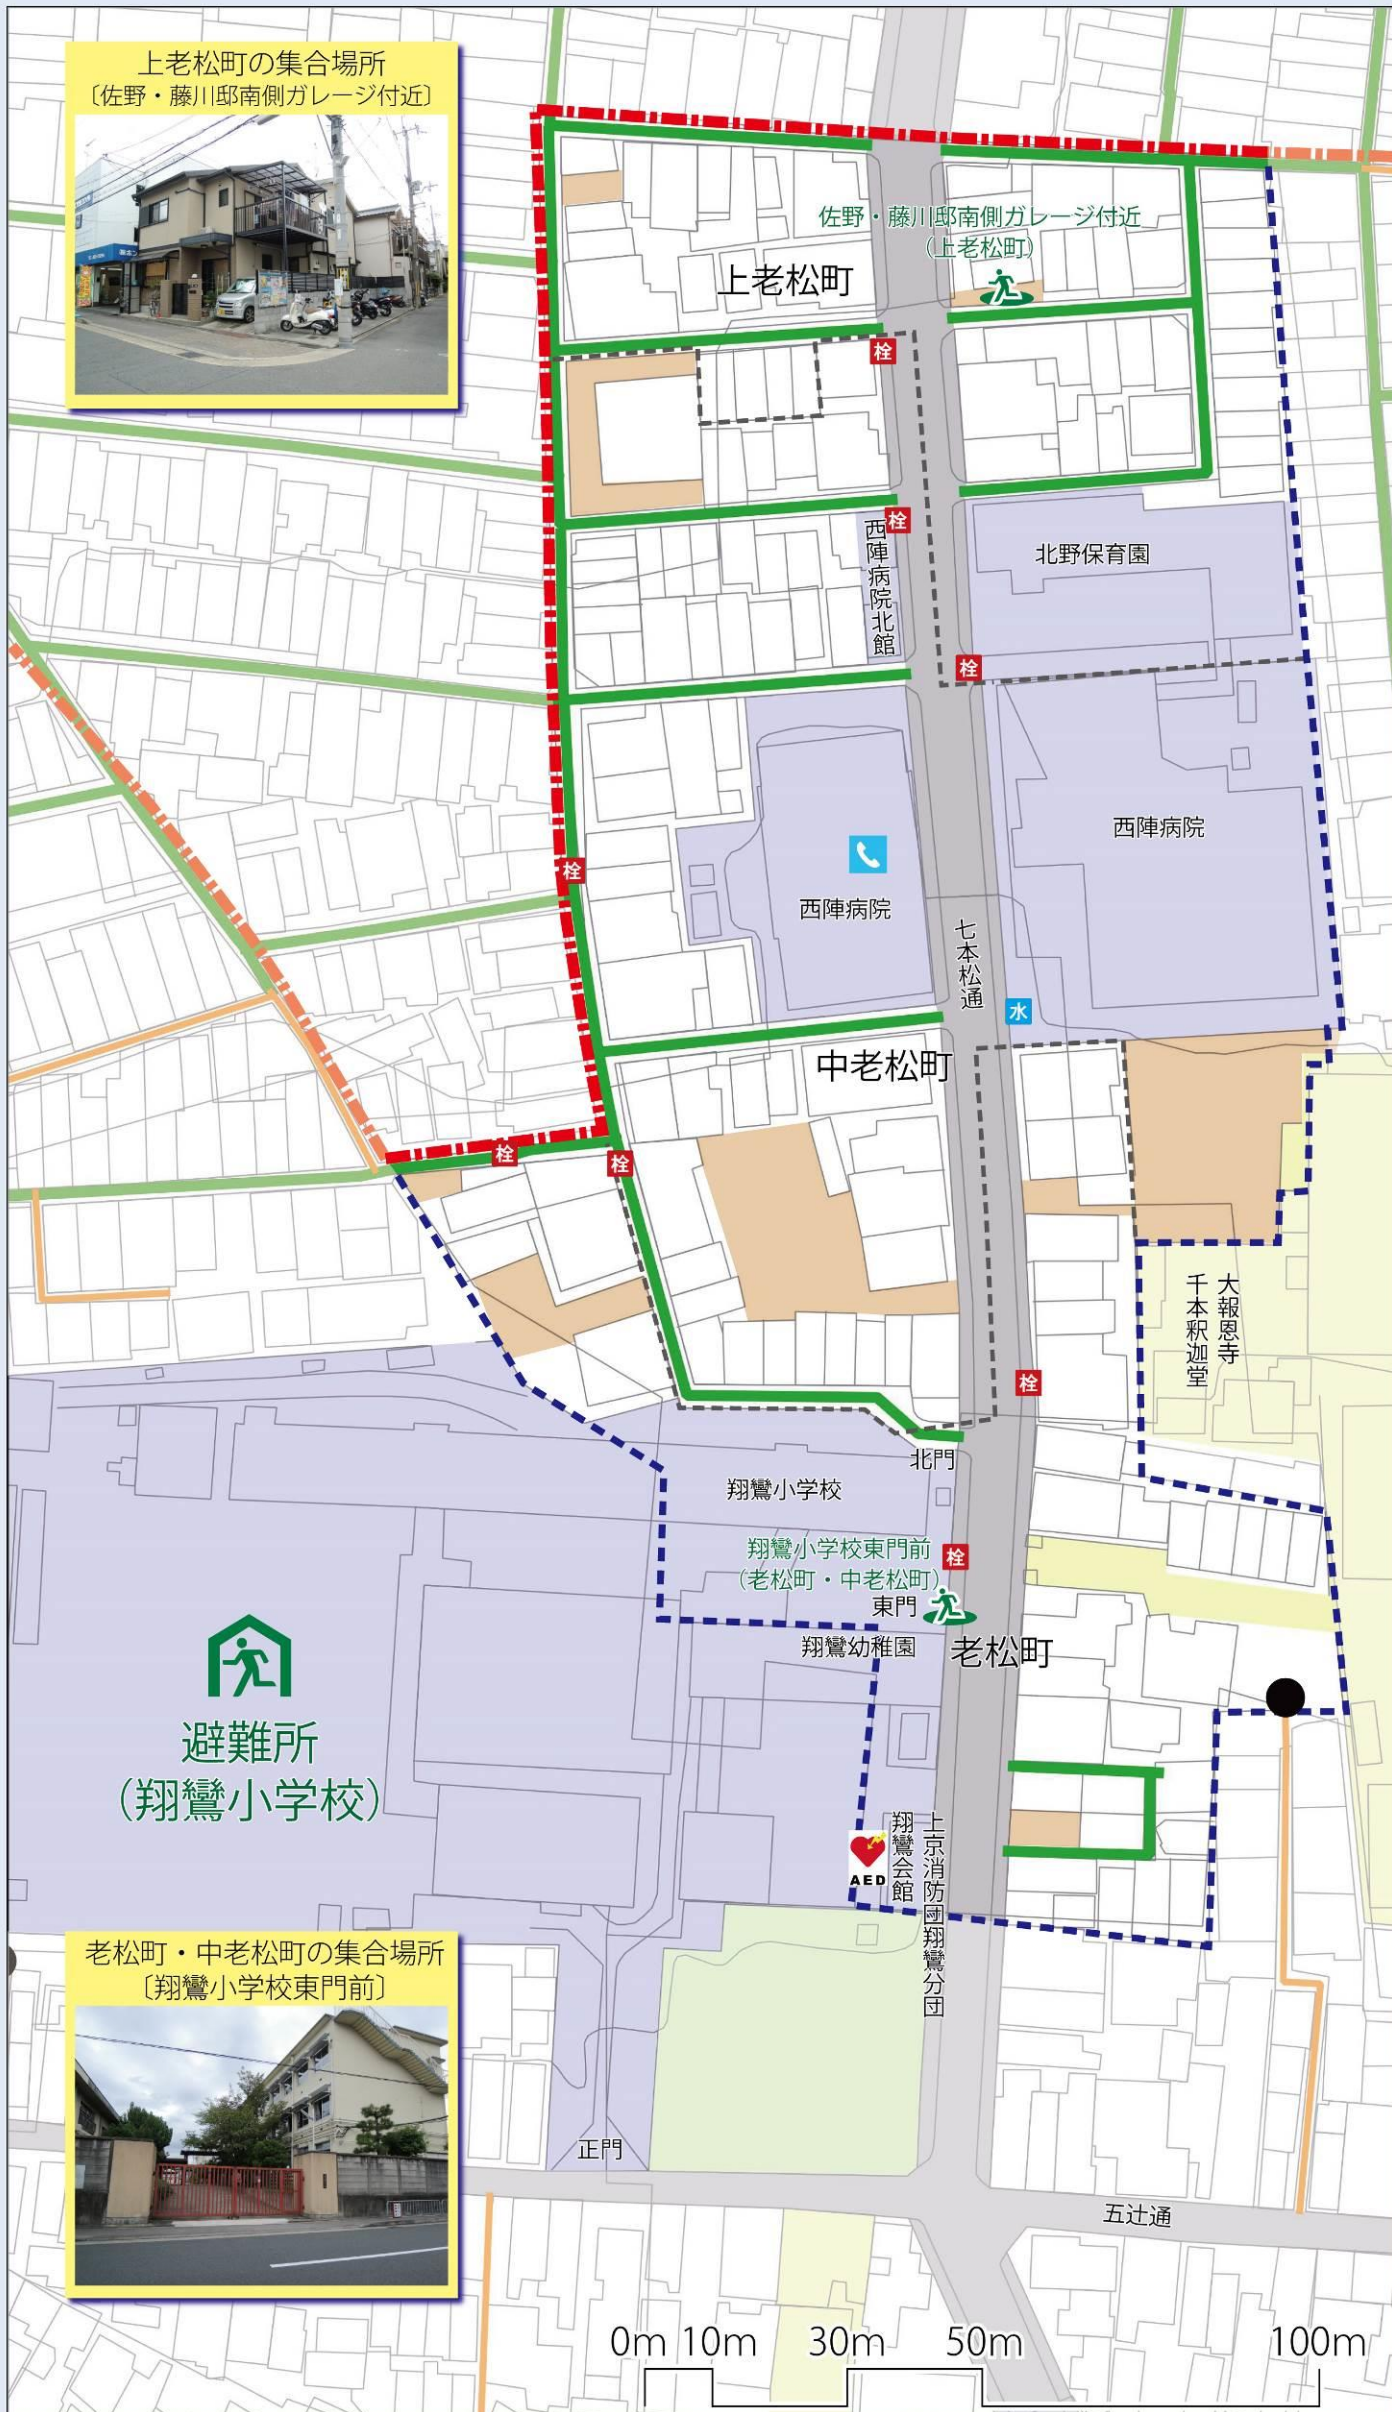 上老松町の集合場所
〔佐野・藤川邸南側ガレージ付近〕
佐野・藤川邸南側ガレージ付近
(上老松町)
上老松町
栓
栓
西陣病院北館
北野保育園
栓
西陣病院
栓
西陣病院
七本松通
水
中老松町
栓
栓
大報恩寺
千本釈迦堂
栓
北門
翔鸞小学校
翔鸞小学校東門前
(老松町・中老松町)
栓
東門
翔鸞幼稚園
老松町
避難所
(翔鸞小学校)
上京消防団翔鸞分団
翔鸞会館
AED
老松町・中老松町の集合場所
〔翔鸞小学校東門前〕
正門
五辻通
0m 10m 30m 50m 100m